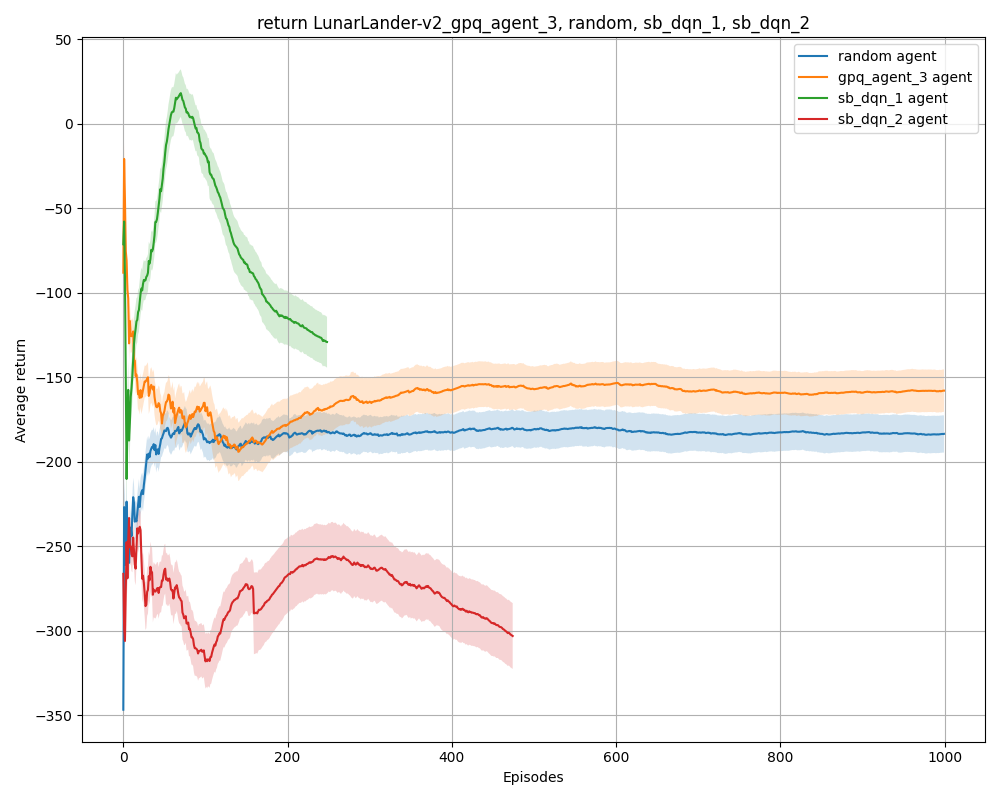 return LunarLander-v2_gpq_agent_3, random, sb_dqn_1, sb_dqn_2
random agent
gpq_agent_3 agent
sb_dqn_1 agent
sb_dqn_2 agent
Average return
50
0
−50
−100
−150
−200
−250
−300
−350
0 200 400 600 800 1000
Episodes